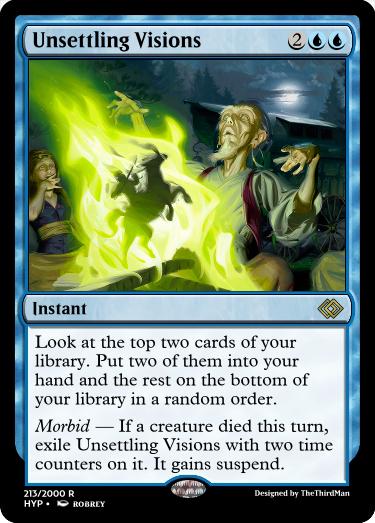 Unsettling Visions 2
Instant
Look at the top two cards of your
library. Put two of them into your
hand and the rest on the bottom of
your library in a random order.
Morbid — If a creature died this turn,
exile Unsettling Visions with two time
counters on it. It gains suspend.
213/2000 R
Designed by TheThirdMan
HYP • ROBREY